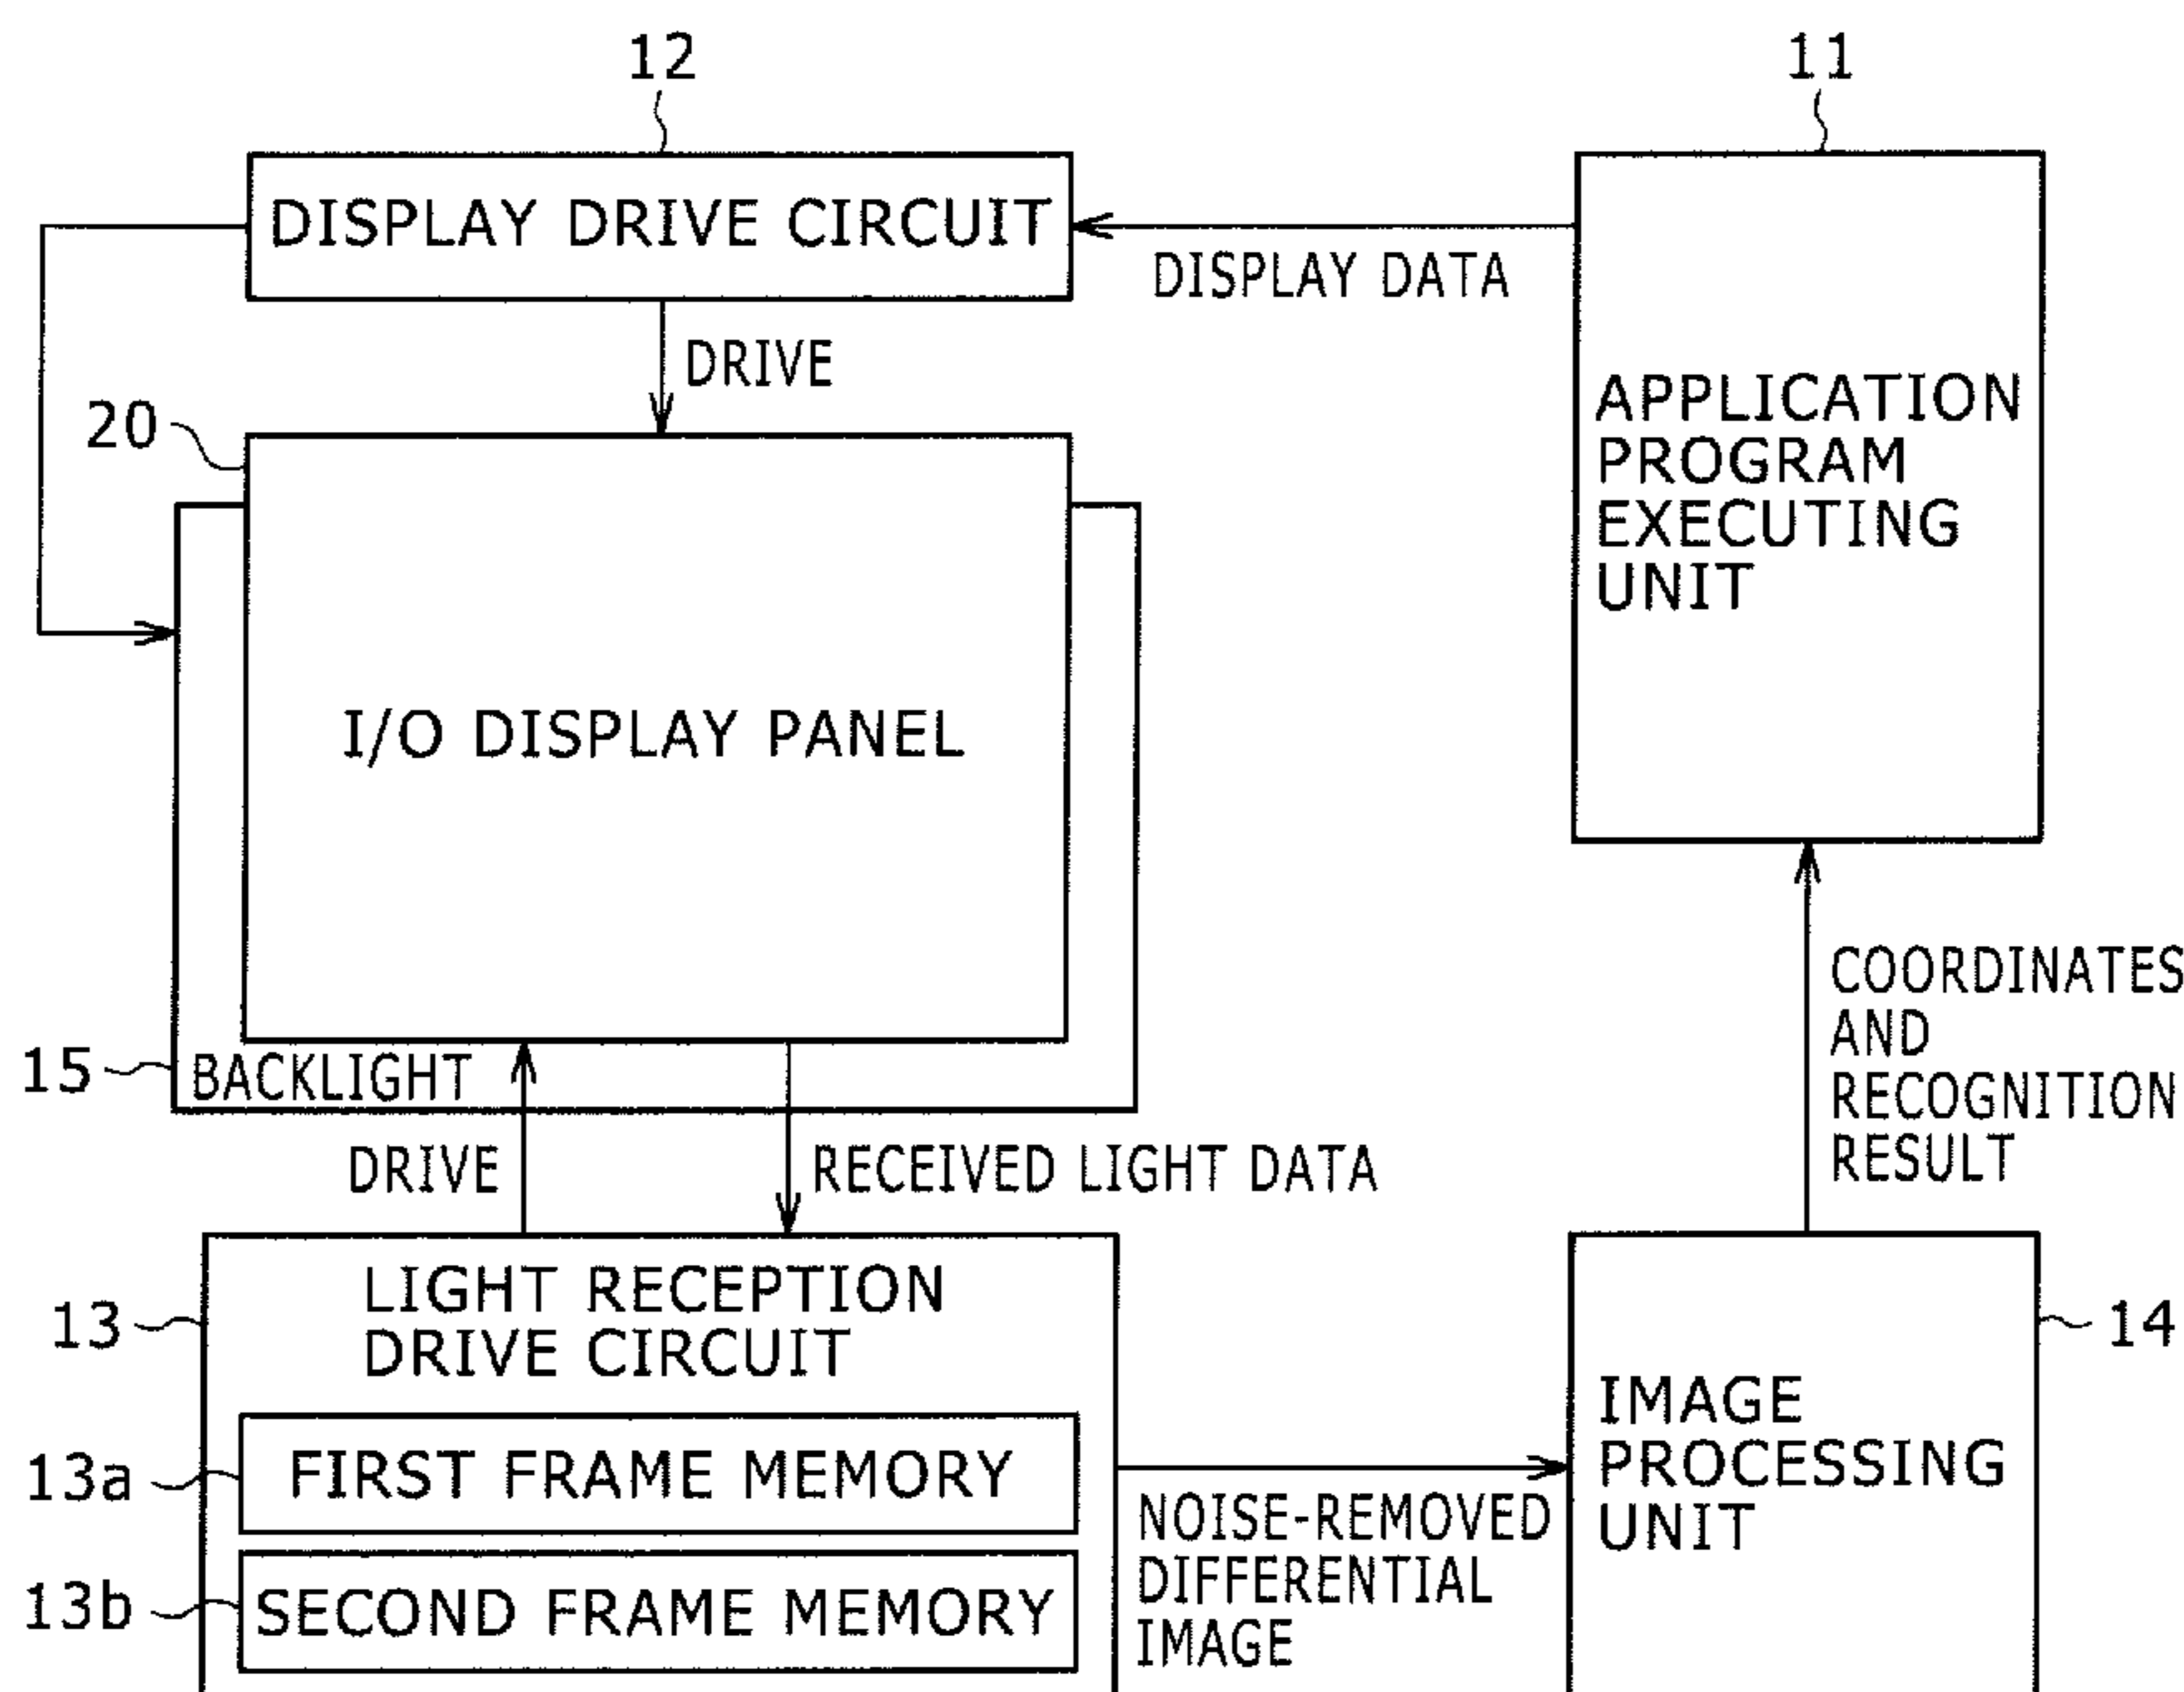 12
11
DISPLAY DRIVE CIRCUIT
DISPLAY DATA
DRIVE
20
APPLICATION
PROGRAM
EXECUTING
UNIT
I/O DISPLAY PANEL
15
BACKLIGHT
COORDINATES
AND
RECOGNITION
RESULT
DRIVE
RECEIVED LIGHT DATA
13
LIGHT RECEPTION
DRIVE CIRCUIT
14
IMAGE
PROCESSING
UNIT
13a
FIRST FRAME MEMORY
NOISE-REMOVED
DIFFERENTIAL
IMAGE
13b
SECOND FRAME MEMORY